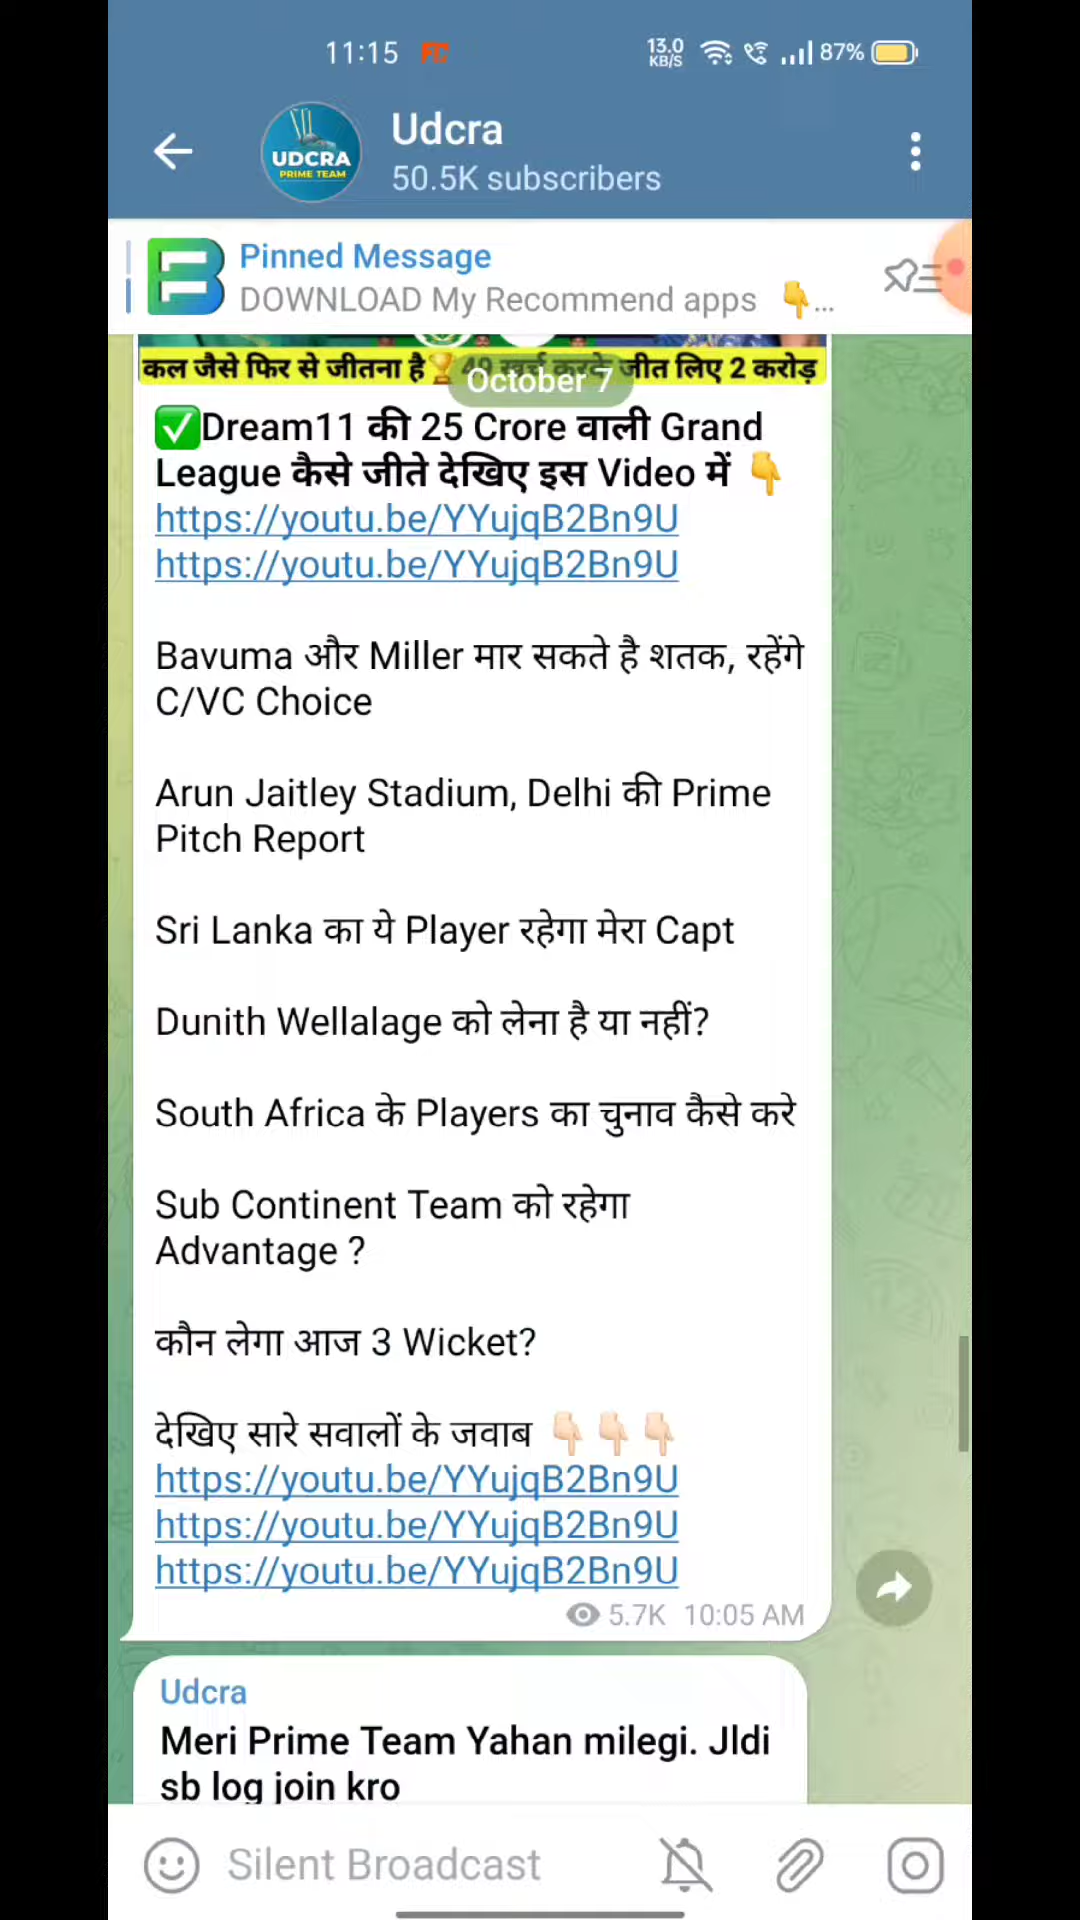 11:15
13.0
KB/S
87%
UDCRA
PRIME TEAM
Udcra
50.5K subscribers
Pinned Message
DOWNLOAD My Recommend apps 👇...
कल जैसे फिर से जीतना है🏆 49 खर्च करके जीत लिए 2 करोड़
October 7
✅Dream11 की 25 Crore वाली Grand
League कैसे जीते देखिए इस Video में 👇
https://youtu.be/YYujqB2Bn9U
https://youtu.be/YYujqB2Bn9U
Bavuma और Miller मार सकते है शतक, रहेंगे
C/VC Choice
Arun Jaitley Stadium, Delhi की Prime
Pitch Report
Sri Lanka का ये Player रहेगा मेरा Capt
Dunith Wellalage को लेना है या नहीं?
South Africa के Players का चुनाव कैसे करे
Sub Continent Team को रहेगा
Advantage ?
कौन लेगा आज 3 Wicket?
देखिए सारे सवालों के जवाब 👇🏻👇🏻👇🏻
https://youtu.be/YYujqB2Bn9U
https://youtu.be/YYujqB2Bn9U
https://youtu.be/YYujqB2Bn9U
5.7K 10:05 AM
Udcra
Meri Prime Team Yahan milegi. Jldi
sb log join kro
Silent Broadcast